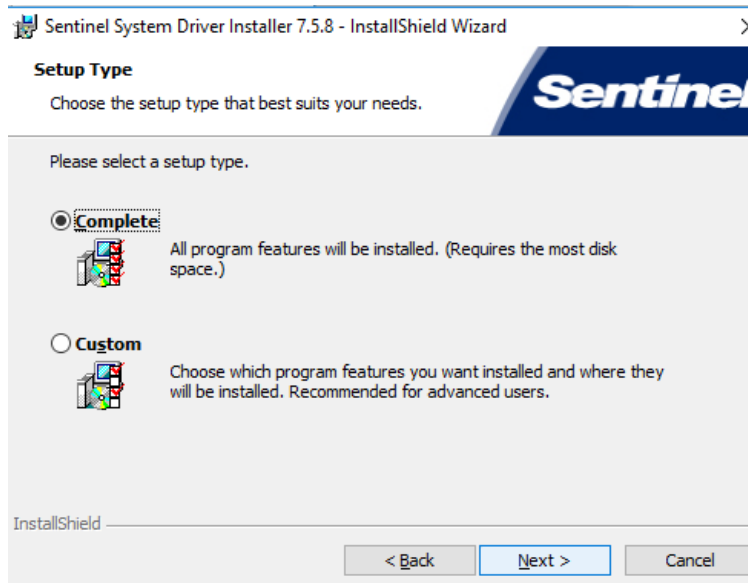 Sentinel System Driver Installer 7.5.8 - InstallShield Wizard
Setup Type
Choose the setup type that best suits your needs.
Sentinel
Please select a setup type.
Complete
All program features will be installed. (Requires the most disk
space.)
Custom
Choose which program features you want installed and where they
will be installed. Recommended for advanced users.
InstallShield
< Back
Next >
Cancel